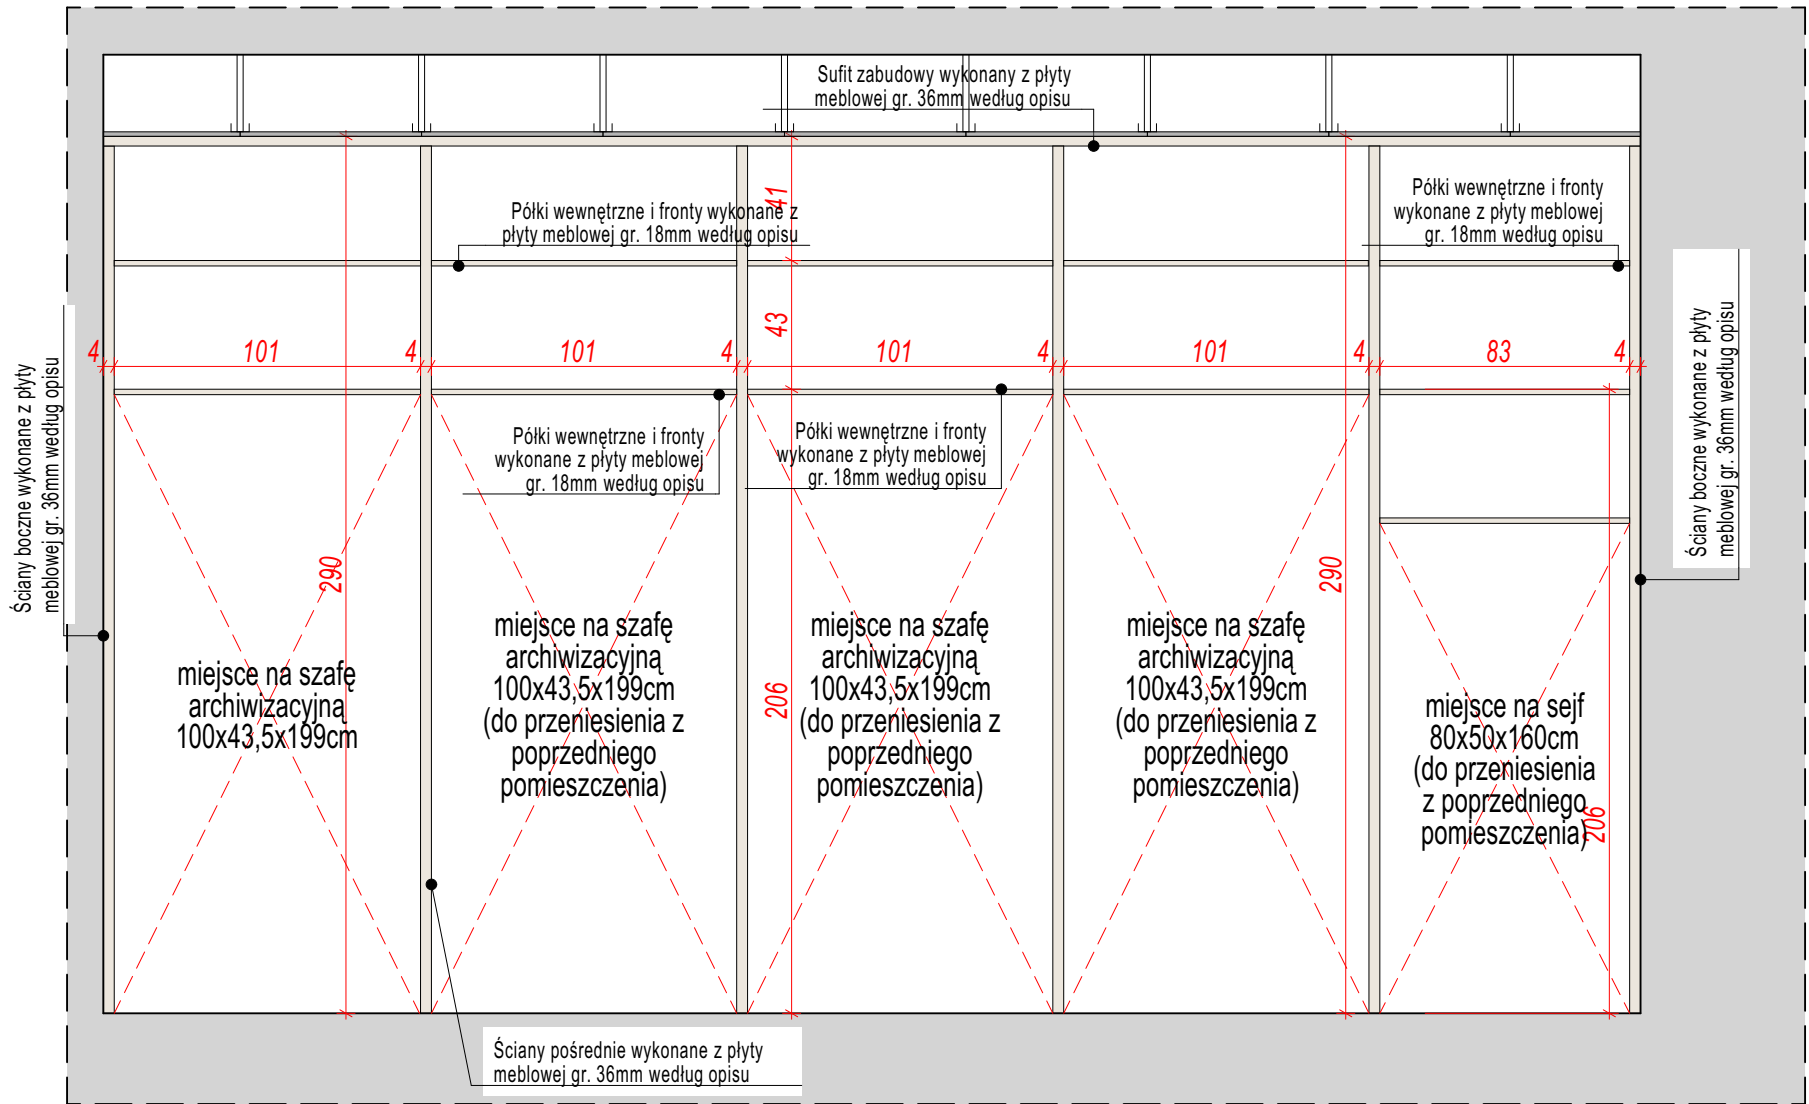 Sufit zabudowy wykonany z płyty
meblowej gr. 36mm według opisu
Półki wewnętrzne i fronty wykonane z
płyty meblowej gr. 18mm według opisu
41
Półki wewnętrzne i fronty
wykonane z płyty meblowej
gr. 18mm według opisu
43
4
101
4
101
4
101
4
101
4
83
4
Ściany boczne wykonane z płyty
meblowej gr. 36mm według opisu
Ściany boczne wykonane z płyty
meblowej gr. 36mm według opisu
Półki wewnętrzne i fronty
wykonane z płyty meblowej
gr. 18mm według opisu
Półki wewnętrzne i fronty
wykonane z płyty meblowej
gr. 18mm według opisu
290
290
206
206
miejsce na szafę
archiwizacyjną
100x43,5x199cm
miejsce na szafę
archiwizacyjną
100x43,5x199cm
(do przeniesienia z
poprzedniego
pomieszczenia)
miejsce na szafę
archiwizacyjną
100x43,5x199cm
(do przeniesienia z
poprzedniego
pomieszczenia)
miejsce na szafę
archiwizacyjną
100x43,5x199cm
(do przeniesienia z
poprzedniego
pomieszczenia)
miejsce na sejf
80x50x160cm
(do przeniesienia
z poprzedniego
pomieszczenia)
Ściany pośrednie wykonane z płyty
meblowej gr. 36mm według opisu